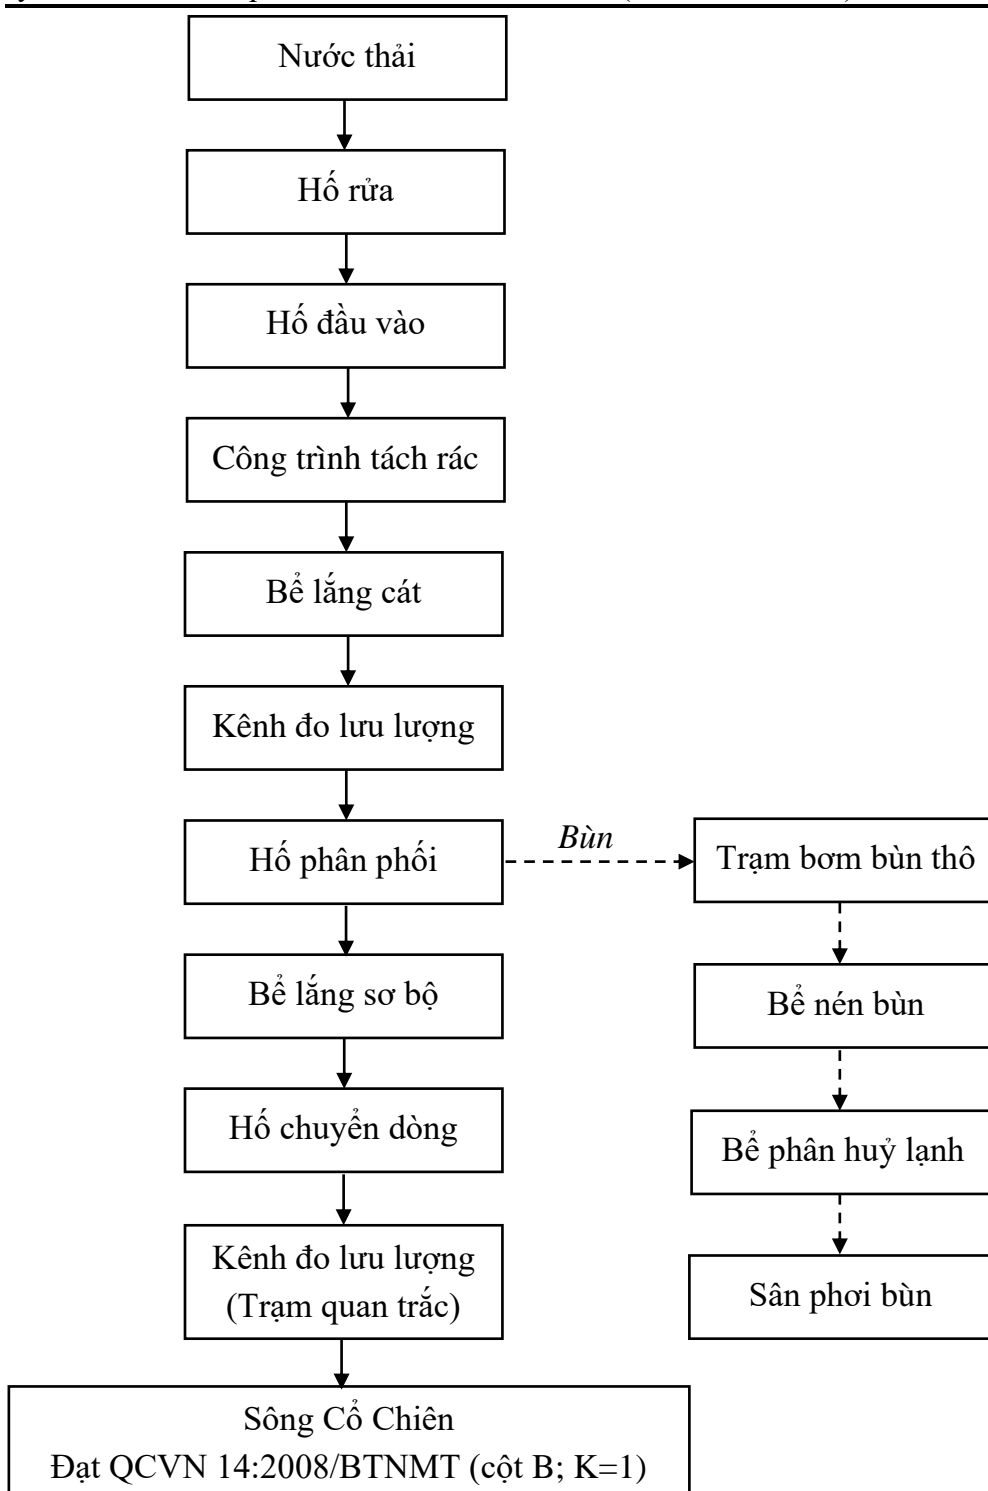 Nước thải
Hố rửa
Hố đầu vào
Công trình tách rác
Bể lắng cát
Kênh đo lưu lượng
Hố phân phối
Bùn
Trạm bơm bùn thô
Bể lắng sơ bộ
Bể nén bùn
Hố chuyển dòng
Bể phân huỷ lạnh
Kênh đo lưu lượng
(Trạm quan trắc)
Sân phơi bùn
Sông Cổ Chiên
Đạt QCVN 14:2008/BTNMT (cột B; K=1)